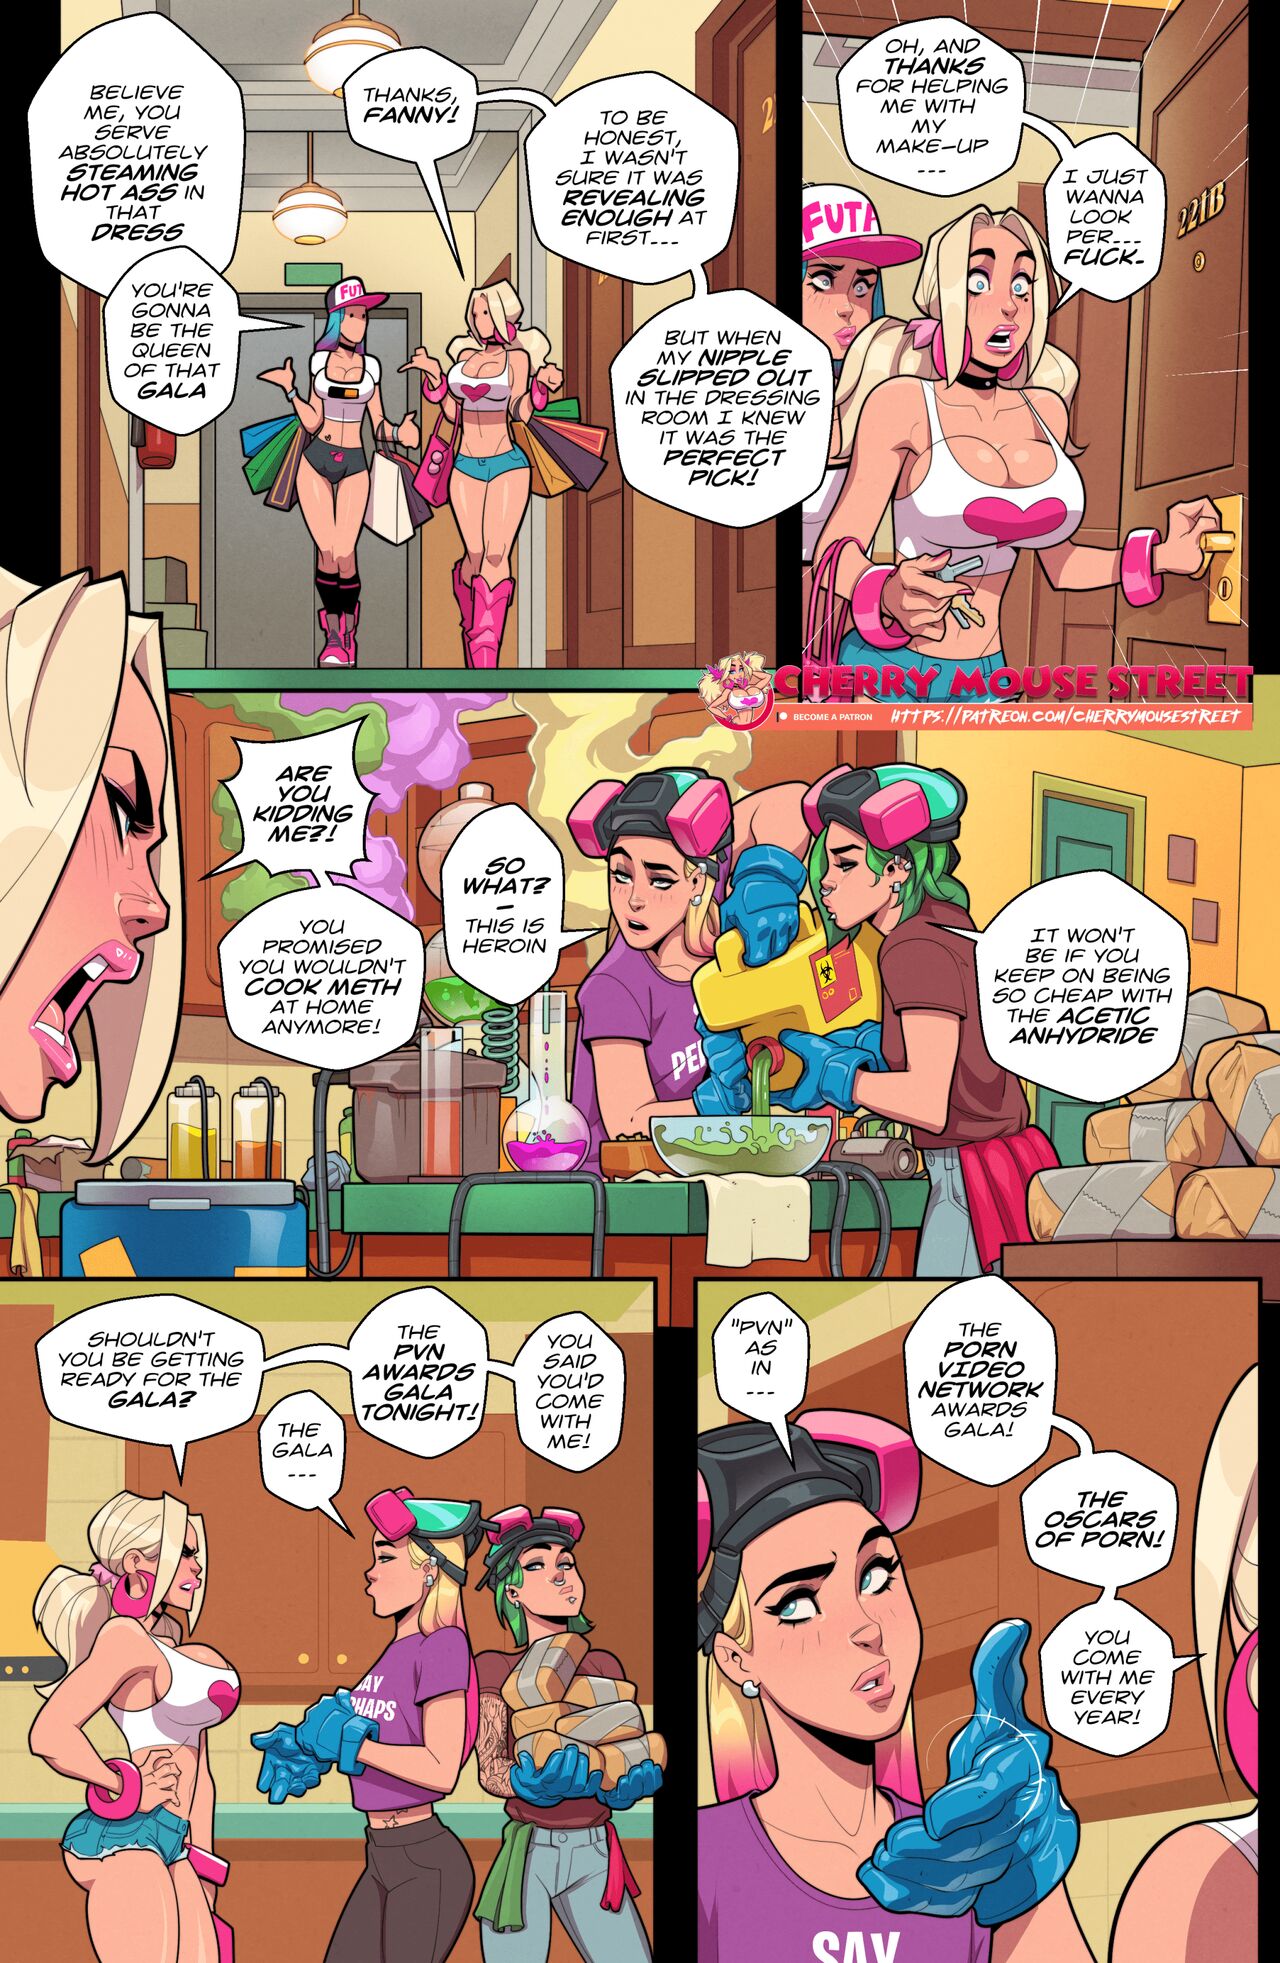 BELIEVE
ME, YOU
SERVE
ABSOLUTELY
STEAMING
HOT ASS IN
THAT
DRESS
YOU'RE
GONNA
BE THE
QUEEN
OF THAT
GALA
THANKS,
FANNY!
TO BE
HONEST,
I WASN'T
SURE IT WAS
REVEALING
ENOUGH AT
FIRST...
BUT WHEN
MY NIPPLE
SLIPPED OUT
IN THE DRESSING
ROOM I KNEW
IT WAS THE
PERFECT
PICK!
FUT
OH, AND
THANKS
FOR HELPING
ME WITH
MY
MAKE-UP
---
I JUST
WANNA
LOOK
PER...
FUCK.
FUTA
221B
CHERRY MOUSE STREET
BECOME A PATRON
HTTPS://PATREON.COM/CHERRYMOUSESTREET
ARE
YOU
KIDDING
ME?!
YOU
PROMISED
YOU WOULDN'T
COOK METH
AT HOME
ANYMORE!
SO
WHAT?
–
THIS IS
HEROIN
IT WON'T
BE IF YOU
KEEP ON BEING
SO CHEAP WITH
THE ACETIC
ANHYDRIDE
PER
SHOULDN'T
YOU BE GETTING
READY FOR THE
GALA?
THE
GALA
---
THE
PVN
AWARDS
GALA
TONIGHT!
YOU
SAID
YOU'D
COME
WITH
ME!
SAY
RHAPS
"PVN"
AS
IN
---
THE
PORN
VIDEO
NETWORK
AWARDS
GALA!
THE
OSCARS
OF PORN!
YOU
COME
WITH ME
EVERY
YEAR!
SAY